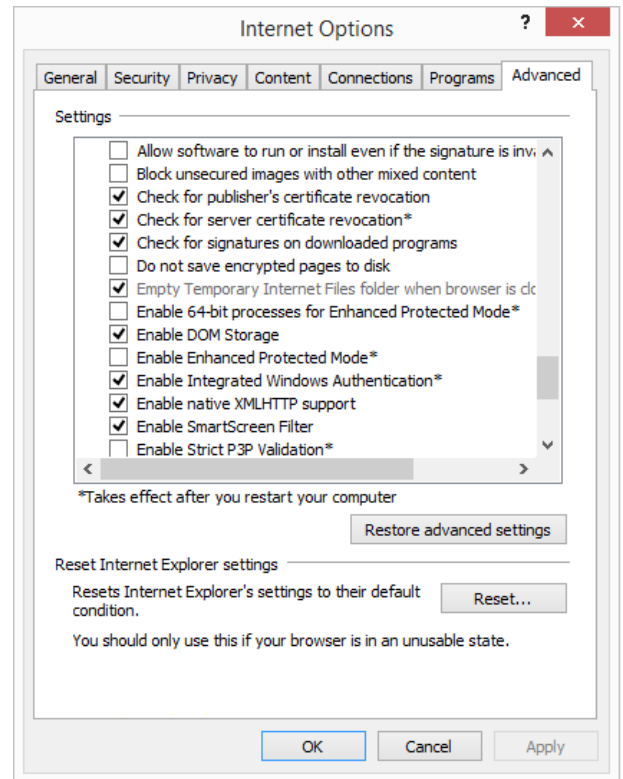 Internet Options
? ×
General Security Privacy Content Connections Programs Advanced
Settings
Allow software to run or install even if the signature is inva
Block unsecured images with other mixed content
Check for publisher's certificate revocation
Check for server certificate revocation*
Check for signatures on downloaded programs
Do not save encrypted pages to disk
Empty Temporary Internet Files folder when browser is clo
Enable 64-bit processes for Enhanced Protected Mode*
Enable DOM Storage
Enable Enhanced Protected Mode*
Enable Integrated Windows Authentication*
Enable native XMLHTTP support
Enable SmartScreen Filter
Enable Strict P3P Validation*
*Takes effect after you restart your computer
Restore advanced settings
Reset Internet Explorer settings
Resets Internet Explorer's settings to their default
condition.
Reset...
You should only use this if your browser is in an unusable state.
OK Cancel Apply